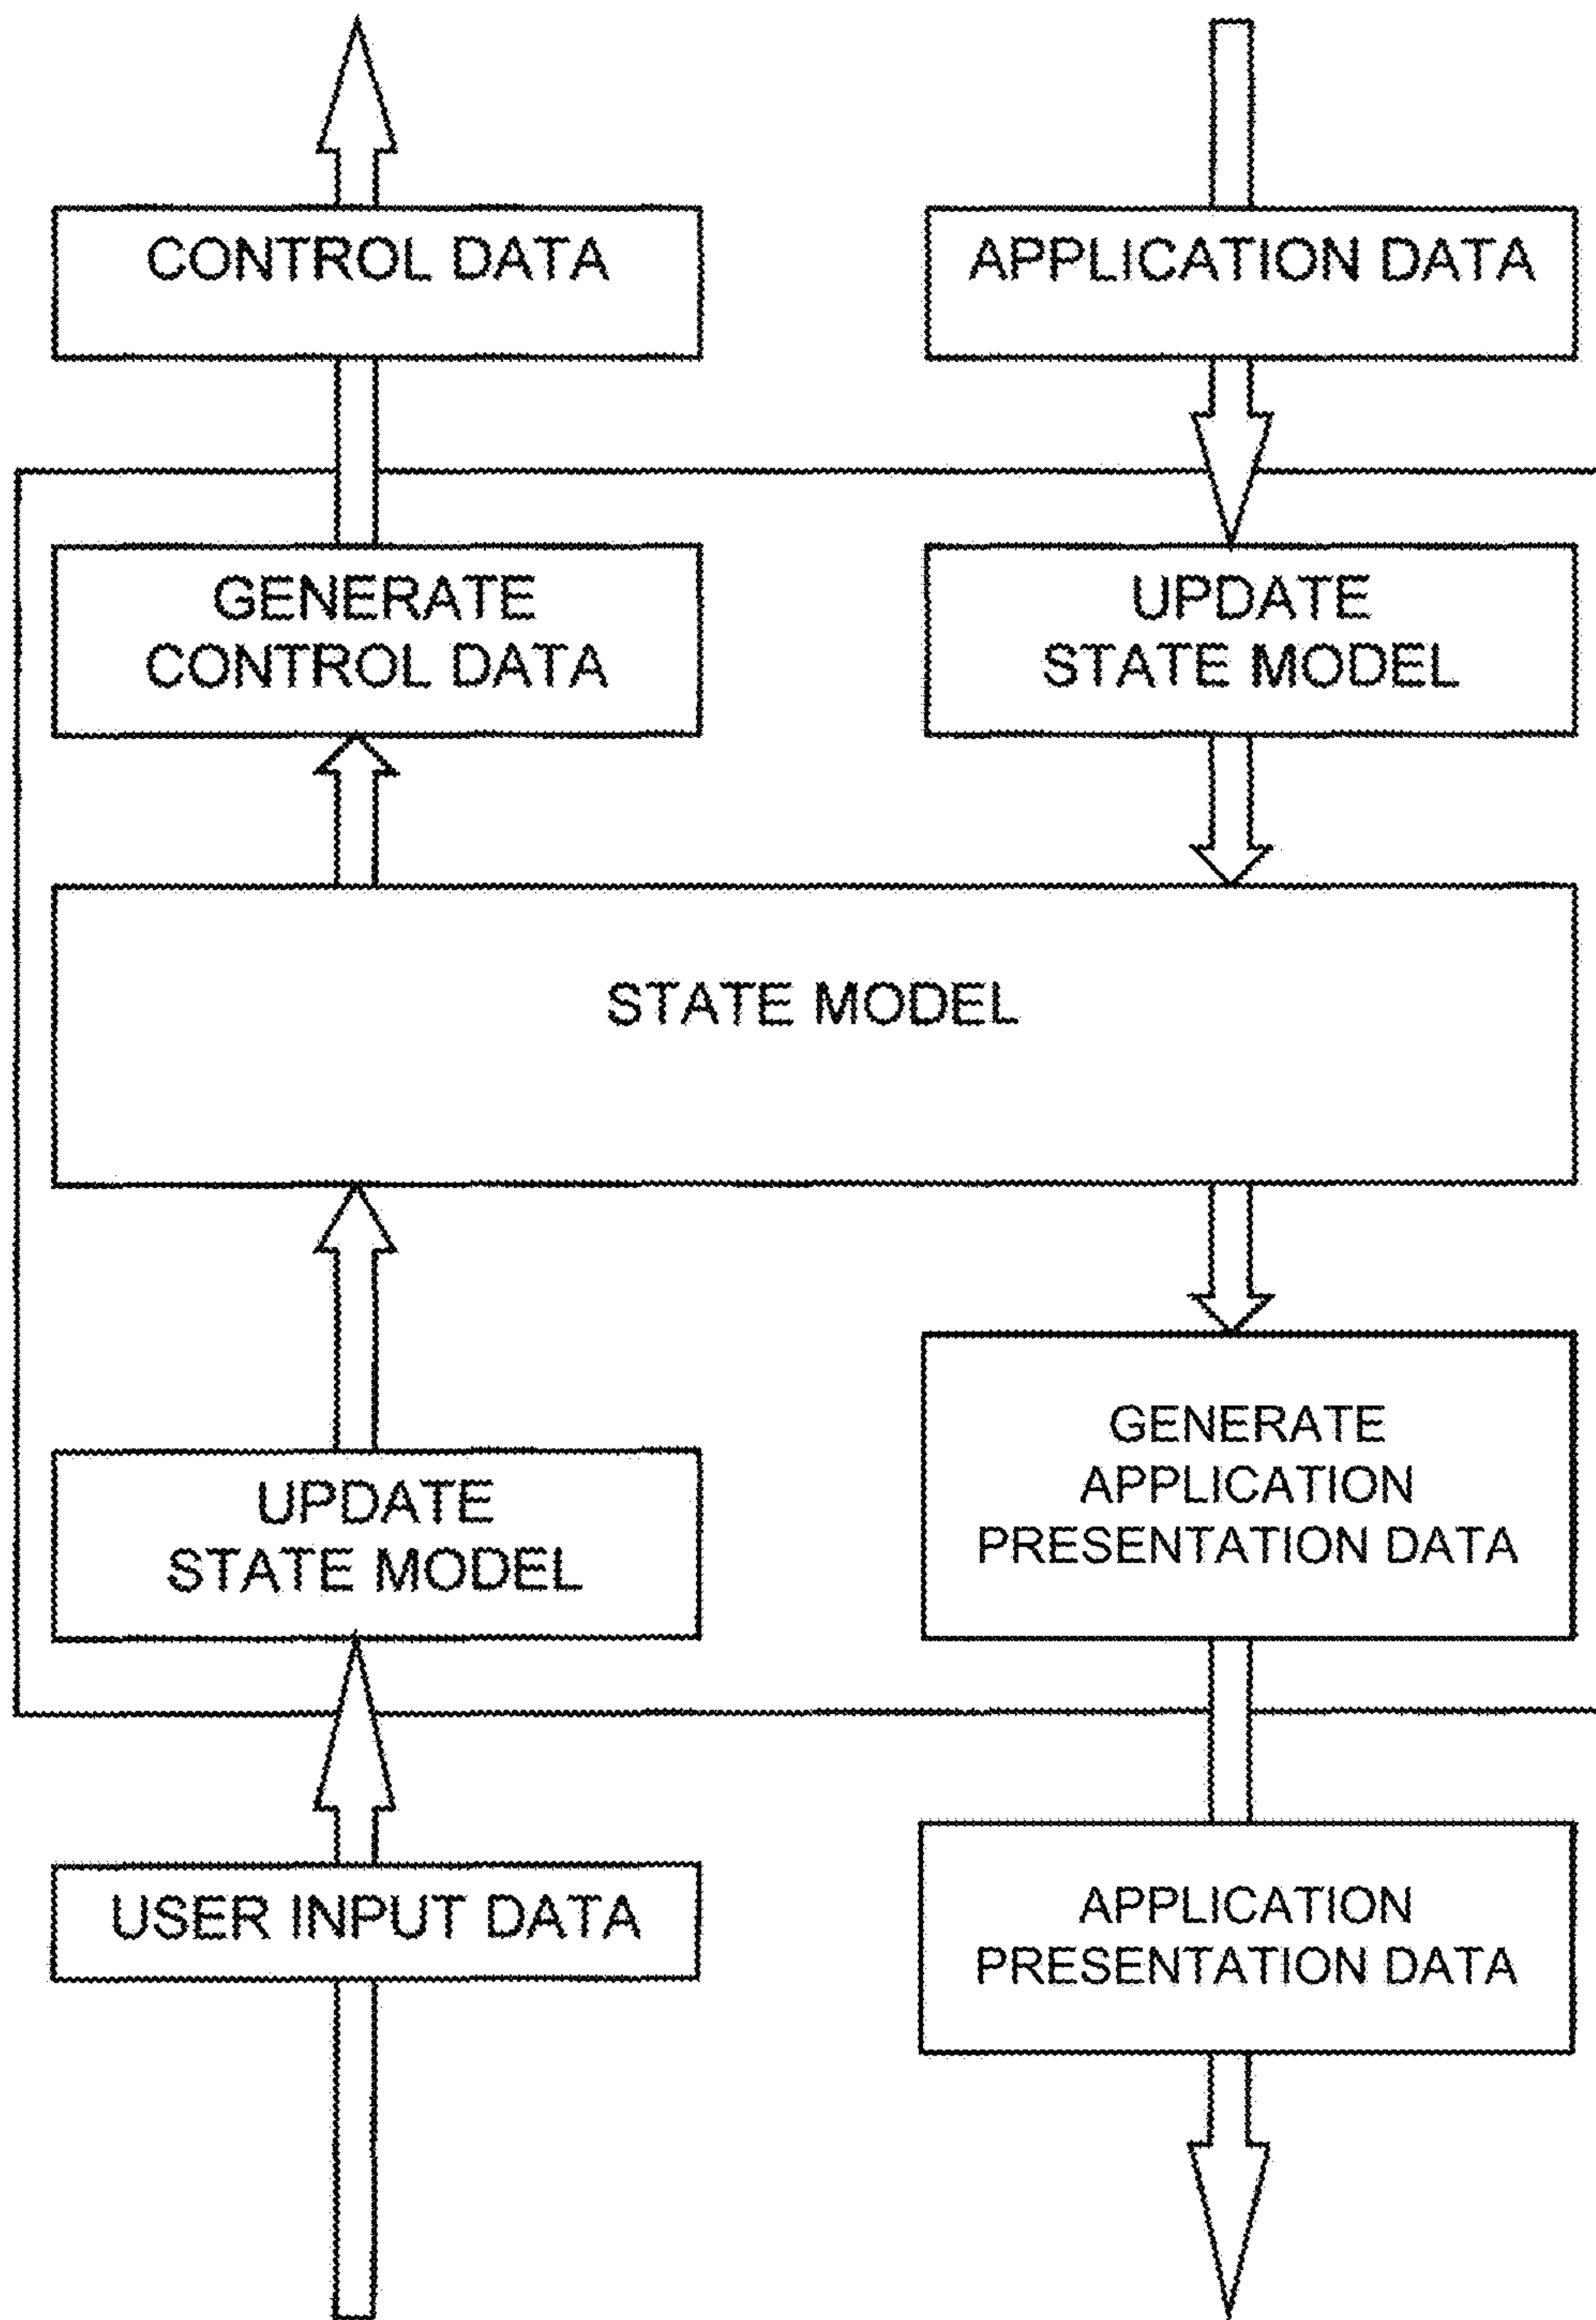 CONTROL DATA
APPLICATION DATA
GENERATE
CONTROL DATA
UPDATE
STATE MODEL
STATE MODEL
UPDATE
STATE MODEL
GENERATE
APPLICATION
PRESENTATION DATA
USER INPUT DATA
APPLICATION
PRESENTATION DATA